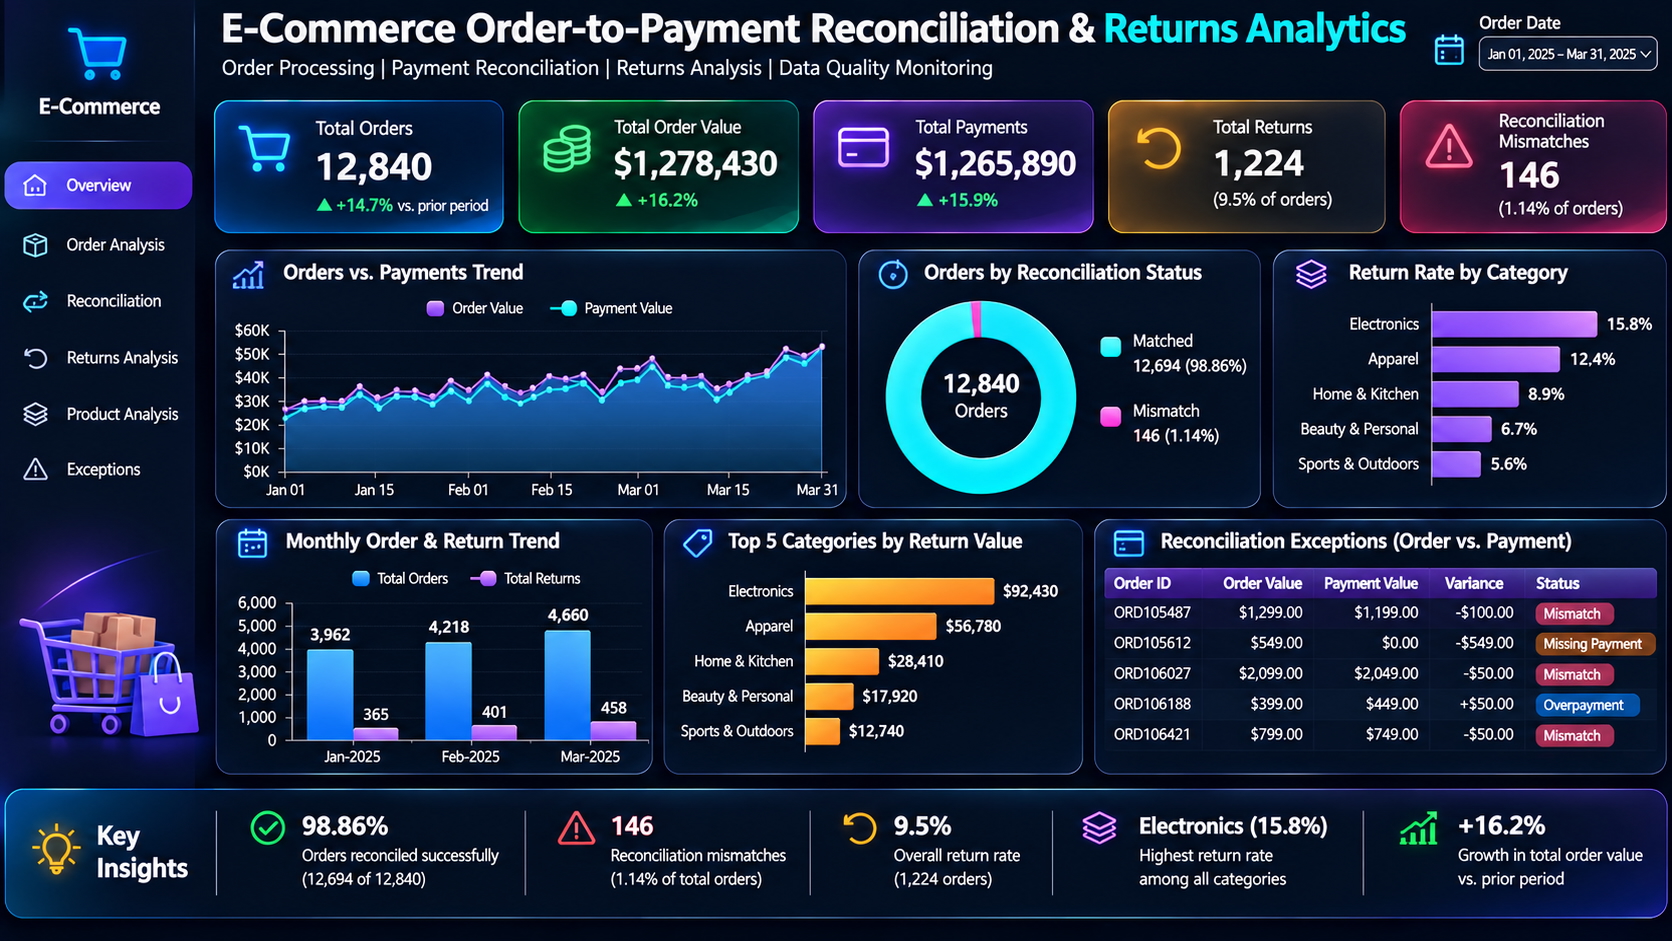 E-Commerce
Overview
Order Analysis
Reconciliation
Returns Analysis
Product Analysis
Exceptions
E-Commerce Order-to-Payment Reconciliation & Returns Analytics
Order Processing | Payment Reconciliation | Returns Analysis | Data Quality Monitoring
Order Date
Jan 01, 2025 – Mar 31, 2025
Total Orders
12,840
▲ +14.7% vs. prior period
Total Order Value
$1,278,430
▲ +16.2%
Total Payments
$1,265,890
▲ +15.9%
Total Returns
1,224
(9.5% of orders)
Reconciliation
Mismatches
146
(1.14% of orders)
Orders vs. Payments Trend
Order Value Payment Value
$60K
$50K
$40K
$30K
$20K
$10K
$0K
Jan 01 Jan 15 Feb 01 Feb 15 Mar 01 Mar 15 Mar 31
Orders by Reconciliation Status
12,840
Orders
Matched
12,694 (98.86%)
Mismatch
146 (1.14%)
Return Rate by Category
Electronics 15.8%
Apparel 12.4%
Home & Kitchen 8.9%
Beauty & Personal 6.7%
Sports & Outdoors 5.6%
Monthly Order & Return Trend
Total Orders Total Returns
6,000
5,000
4,000
3,000
2,000
1,000
0
3,962 365
4,218 401
4,660 458
Jan-2025 Feb-2025 Mar-2025
Top 5 Categories by Return Value
Electronics $92,430
Apparel $56,780
Home & Kitchen $28,410
Beauty & Personal $17,920
Sports & Outdoors $12,740
Reconciliation Exceptions (Order vs. Payment)
Order ID Order Value Payment Value Variance Status
ORD105487 $1,299.00 $1,199.00 -$100.00 Mismatch
ORD105612 $549.00 $0.00 -$549.00 Missing Payment
ORD106027 $2,099.00 $2,049.00 -$50.00 Mismatch
ORD106188 $399.00 $449.00 +$50.00 Overpayment
ORD106421 $799.00 $749.00 -$50.00 Mismatch
Key
Insights
98.86%
Orders reconciled successfully
(12,694 of 12,840)
146
Reconciliation mismatches
(1.14% of total orders)
9.5%
Overall return rate
(1,224 orders)
Electronics (15.8%)
Highest return rate
among all categories
+16.2%
Growth in total order value
vs. prior period